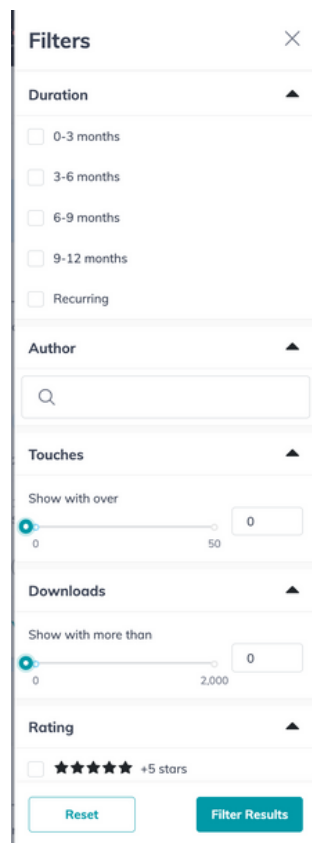 Filters
Duration
0-3 months
3-6 months
6-9 months
9-12 months
Recurring
Author
Touches
Show with over
0
0 50
Downloads
Show with more than
0
0 2,000
Rating
+5 stars
Reset Filter Results